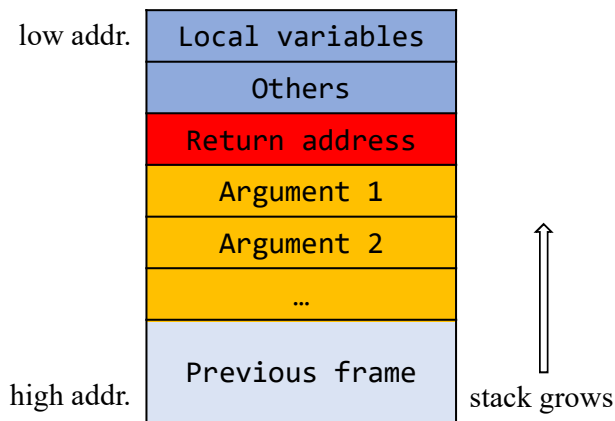 low addr.
Local variables
Others
Return address
Argument 1
Argument 2
…
Previous frame
high addr.
stack grows